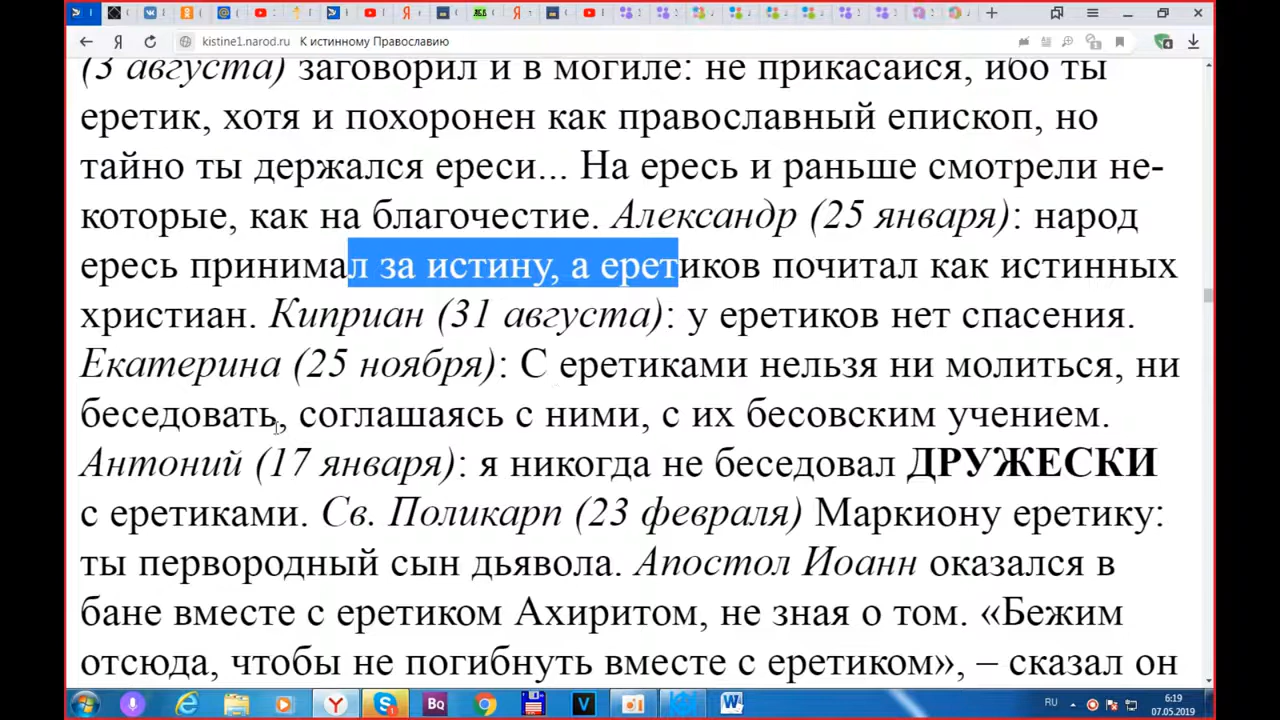 kistine1.narod.ru К истинному Православию
(3 августа) заговорил и в могиле: не прикасайся, ибо ты
еретик, хотя и похоронен как православный епископ, но
тайно ты держался ереси... На ересь и раньше смотрели не-
которые, как на благочестие. Александр (25 января): народ
ересь принимал за истину, а еретиков почитал как истинных
христиан. Киприан (31 августа): у еретиков нет спасения.
Екатерина (25 ноября): С еретиками нельзя ни молиться, ни
беседовать, соглашаясь с ними, с их бесовским учением.
Антоний (17 января): я никогда не беседовал ДРУЖЕСКИ
с еретиками. Св. Поликарп (23 февраля) Маркиону еретику:
ты первородный сын дьявола. Апостол Иоанн оказался в
бане вместе с еретиком Ахиритом, не зная о том. «Бежим
отсюда, чтобы не погибнуть вместе с еретиком», – сказал он
RU
6:19
07.05.2019